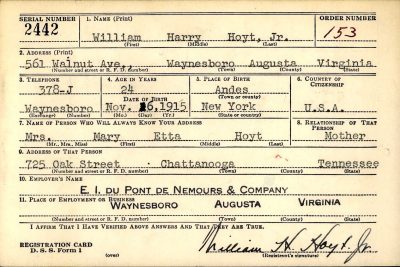 SERIAL NUMBER 1. NAME (Print) ORDER NUMBER
2442 William Harry Hoyt, Jr. 153
(First) (Middle) (Last)
2. ADDRESS (Print)
561 Walnut Ave., Waynesboro Augusta Virginia
(Number and street or R. F. D. number) (Town) (County) (State)
3. TELEPHONE 4. AGE IN YEARS 5. PLACE OF BIRTH 6. COUNTRY OF CITIZENSHIP
378-J 24 Andes
DATE OF BIRTH (Town or county)
Waynesboro Nov. 26, 1915 New York U.S.A.
(Exchange) (Number) (Mo.) (Day) (Yr.) (State or country)
7. NAME OF PERSON WHO WILL ALWAYS KNOW YOUR ADDRESS 8. RELATIONSHIP OF THAT PERSON
Mrs. Mary Etta Hoyt Mother
(Mr., Mrs., Miss) (First) (Middle) (Last)
9. ADDRESS OF THAT PERSON
725 Oak Street Chattanooga Tennessee
(Number and street or R. F. D. number) (Town) (County) (State)
10. EMPLOYER'S NAME
E. I. DU PONT DE NEMOURS & COMPANY
11. PLACE OF EMPLOYMENT OR BUSINESS
WAYNESBORO AUGUSTA VIRGINIA
(Number and street or R. F. D. number) (Town) (County) (State)
I AFFIRM THAT I HAVE VERIFIED ABOVE ANSWERS AND THAT THEY ARE TRUE.
REGISTRATION CARD
D. S. S. Form 1 (over) William H. Hoyt, Jr.
(Registrant's signature)